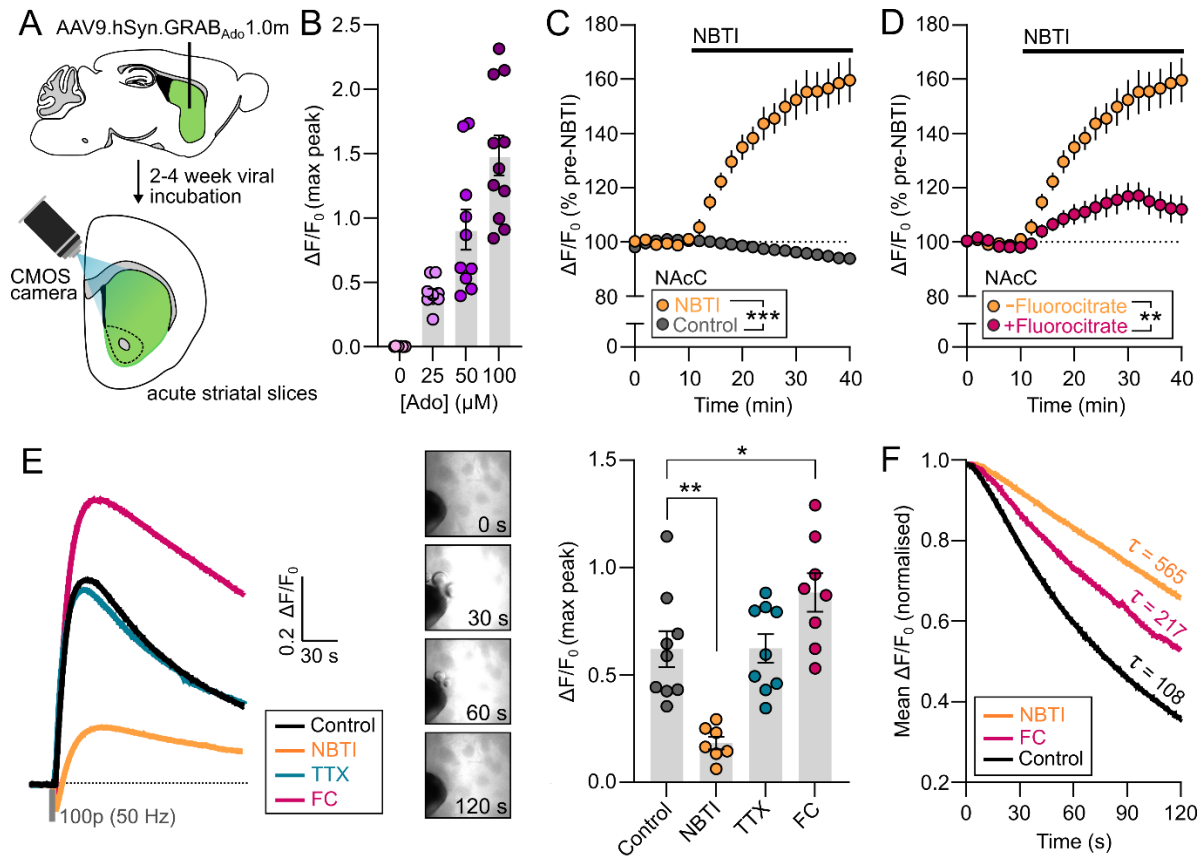 A
AAV9.hSyn.GRABAdo1.0m
2-4 week viral
incubation
CMOS
camera
acute striatal slices
B
ΔF/F0 (max peak)
2.5
2.0
1.5
1.0
0.5
0.0
0 25 50 100
[Ado] (µM)
C
NBTI
ΔF/F0 (% pre-NBTI)
160
140
120
100
80
0
NAcC
NBTI
Control
***
0 10 20 30 40
Time (min)
D
NBTI
ΔF/F0 (% pre-NBTI)
160
140
120
100
80
0
NAcC
−Fluorocitrate
+Fluorocitrate
**
0 10 20 30 40
Time (min)
E
0.2 ΔF/F0
30 s
Control
NBTI
TTX
FC
100p (50 Hz)
0 s
30 s
60 s
120 s
ΔF/F0 (max peak)
1.5
1.0
0.5
0.0
*
**
Control
NBTI
TTX
FC
F
Mean ΔF/F0 (normalised)
1.0
0.8
0.6
0.4
0.2
τ = 565
τ = 217
τ = 108
NBTI
FC
Control
0 30 60 90 120
Time (s)